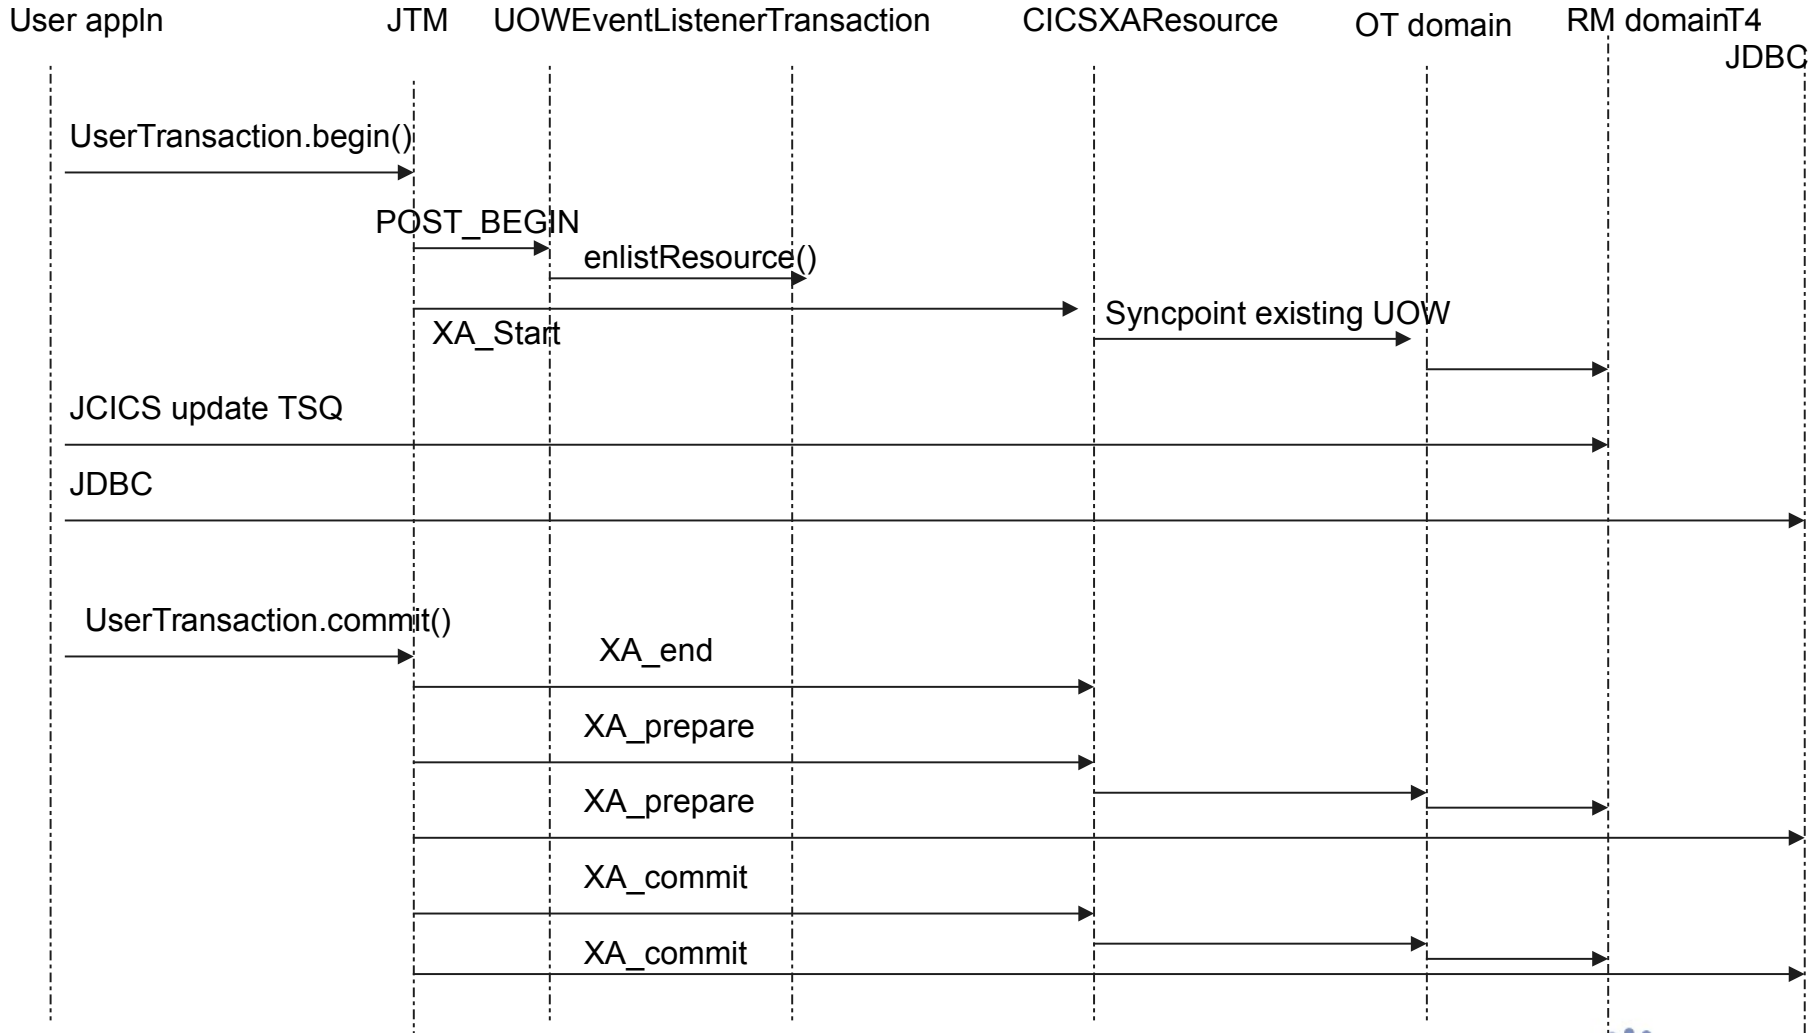 User appln JTM UOWEventListenerTransaction CICSXAResource OT domain RM domainT4
JDBC
UserTransaction.begin()
POST_BEGIN
enlistResource()
Syncpoint existing UOW
XA_Start
JCICS update TSQ
JDBC
UserTransaction.commit()
XA_end
XA_prepare
XA_prepare
XA_commit
XA_commit